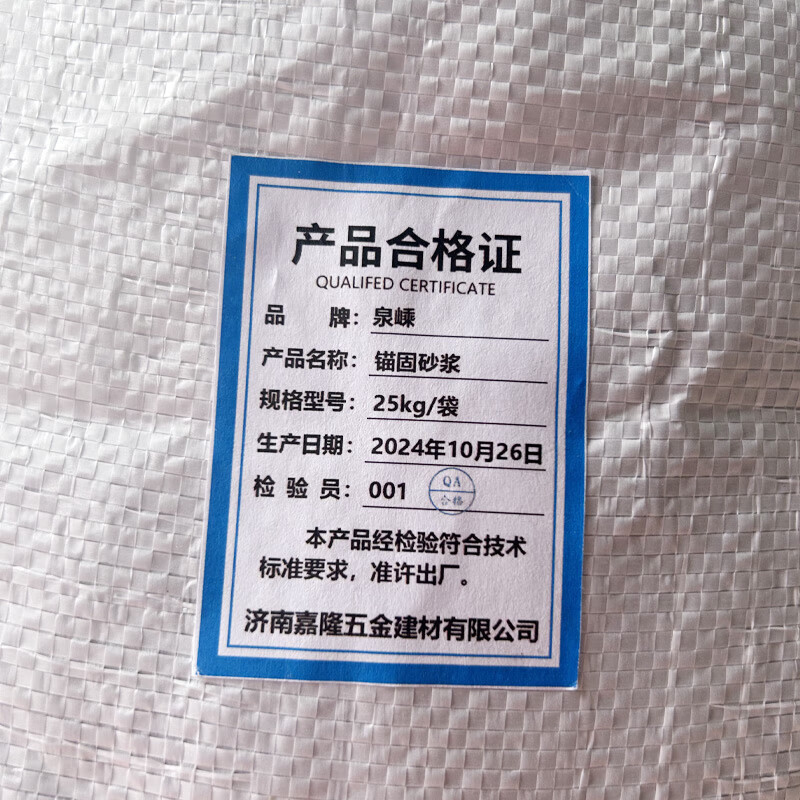 产品合格证
QUALIFED CERTIFICATE
品 牌：泉嵊
产品名称：锚固砂浆
规格型号：25kg/袋
生产日期：2024年10月26日
检 验 员：001
QA
合格
本产品经检验符合技术
标准要求，准许出厂。
济南嘉隆五金建材有限公司